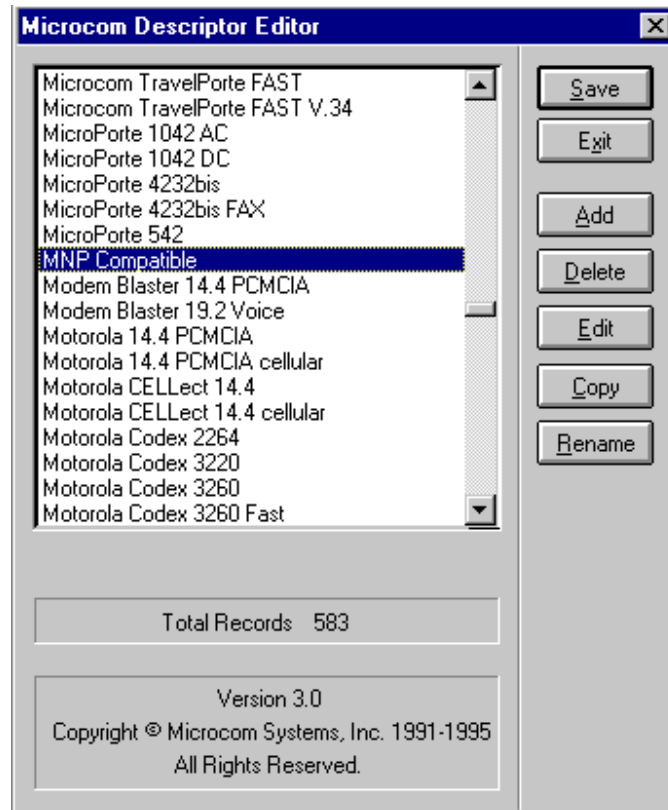 Microcom Descriptor Editor
Microcom TravelPorte FAST
Microcom TravelPorte FAST V.34
MicroPorte 1042 AC
MicroPorte 1042 DC
MicroPorte 4232bis
MicroPorte 4232bis FAX
MicroPorte 542
MNP Compatible
Modem Blaster 14.4 PCMCIA
Modem Blaster 19.2 Voice
Motorola 14.4 PCMCIA
Motorola 14.4 PCMCIA cellular
Motorola CELLect 14.4
Motorola CELLect 14.4 cellular
Motorola Codex 2264
Motorola Codex 3220
Motorola Codex 3260
Motorola Codex 3260 Fast
Save
Exit
Add
Delete
Edit
Copy
Rename
Total Records 583
Version 3.0
Copyright © Microcom Systems, Inc. 1991-1995
All Rights Reserved.